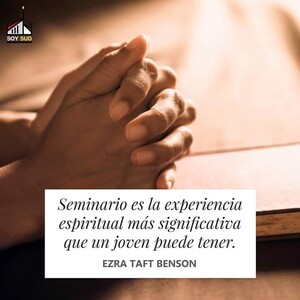 SOY SUD
Seminario es la experiencia
espiritual más significativa
que un joven puede tener.
EZRA TAFT BENSON